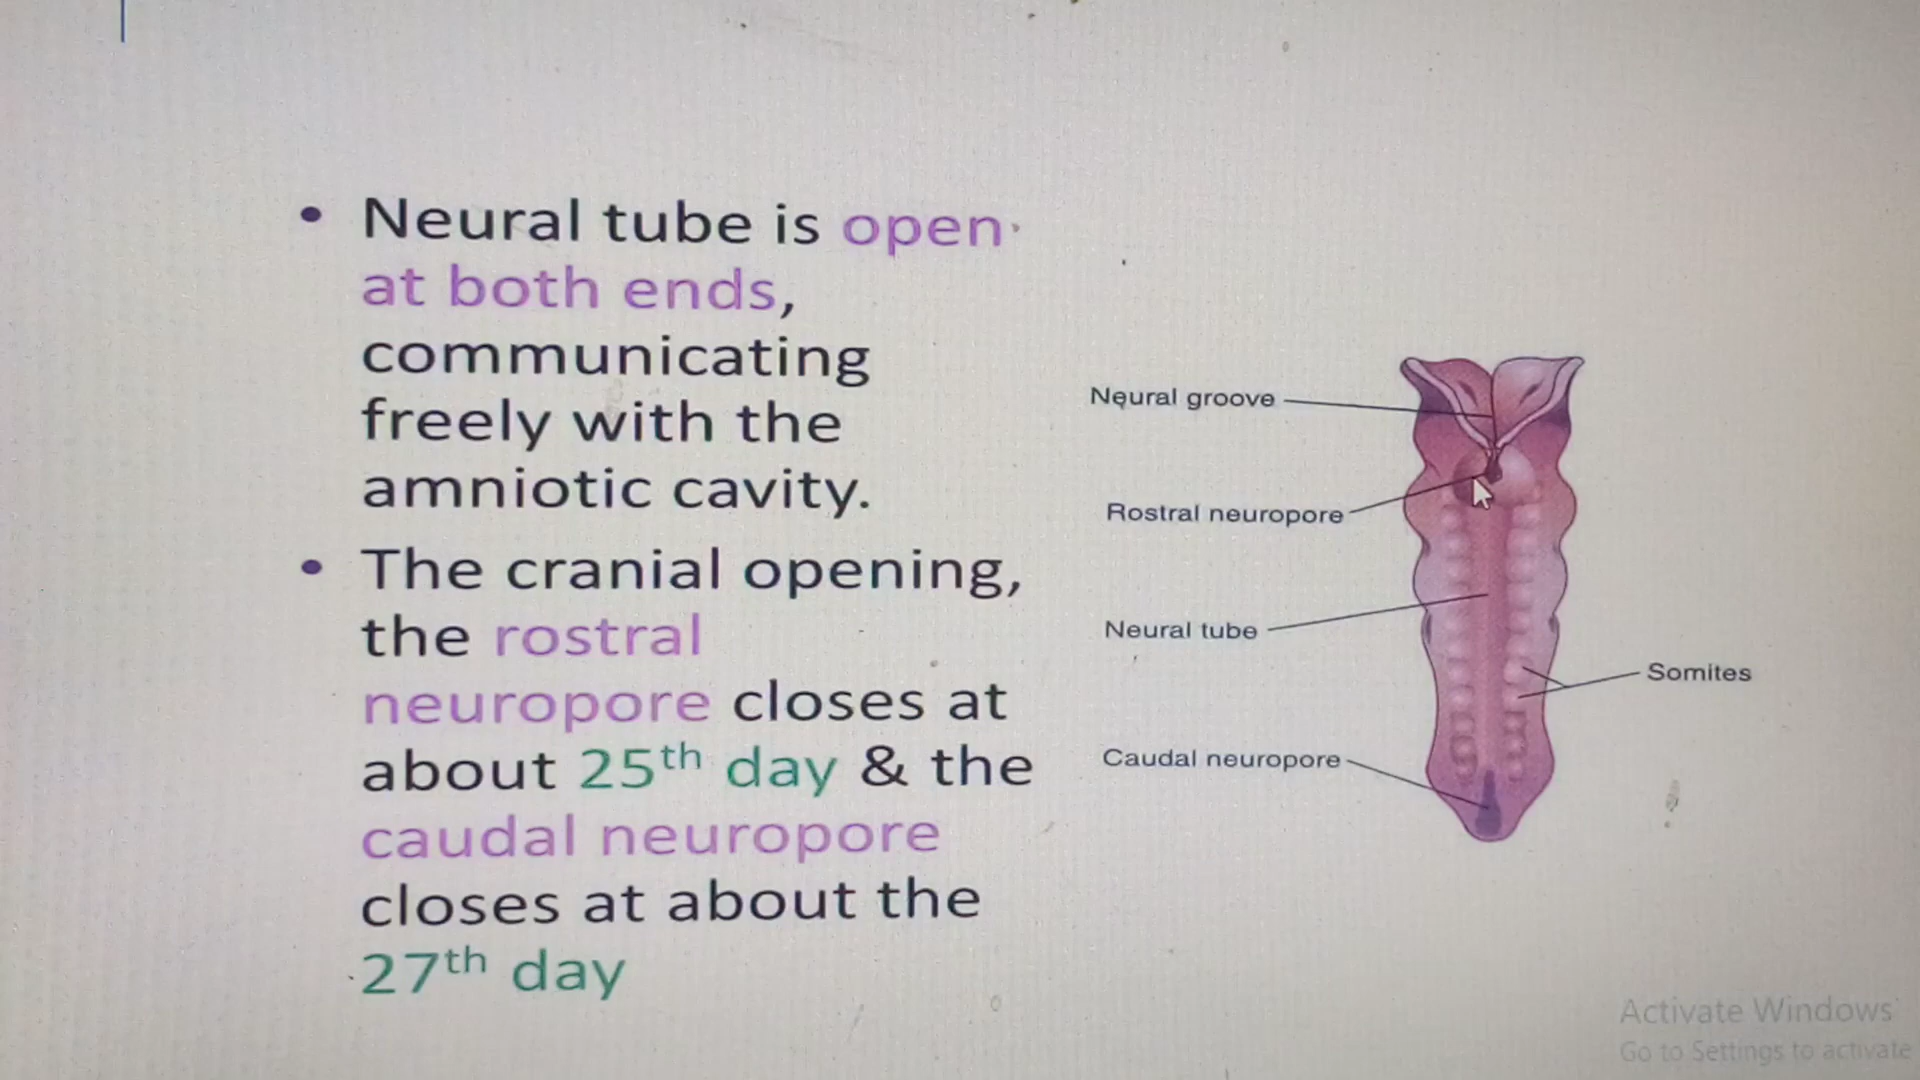 • Neural tube is open
at both ends,
communicating
freely with the
amniotic cavity.
• The cranial opening,
the rostral
neuropore closes at
about 25th day & the
caudal neuropore
closes at about the
27th day
Neural groove
Rostral neuropore
Neural tube
Somites
Caudal neuropore
Activate Windows
Go to Settings to activate